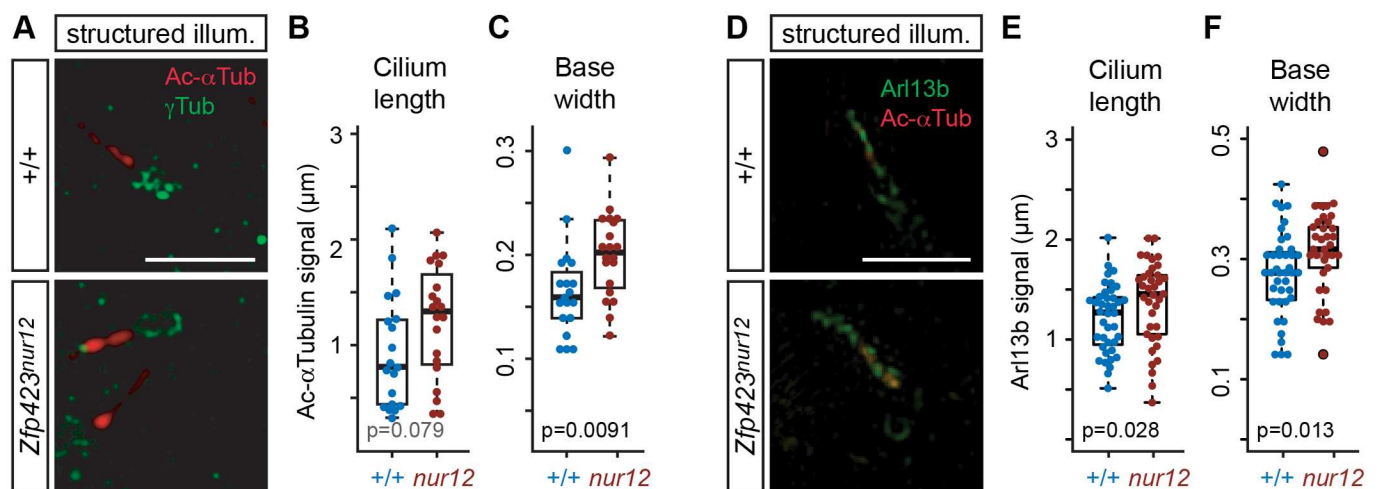 A
structured illum.
+/+
Ac-αTub
γTub
Zfp423nur12
B
Cilium
length
Ac-αTubulin signal (μm)
3
2
1
p=0.079
+/+ nur12
C
Base
width
0.3
0.2
0.1
p=0.0091
+/+ nur12
D
structured illum.
+/+
Arl13b
Ac-αTub
Zfp423nur12
E
Cilium
length
Arl13b signal (μm)
3
2
1
p=0.028
+/+ nur12
F
Base
width
0.5
0.3
0.1
p=0.013
+/+ nur12